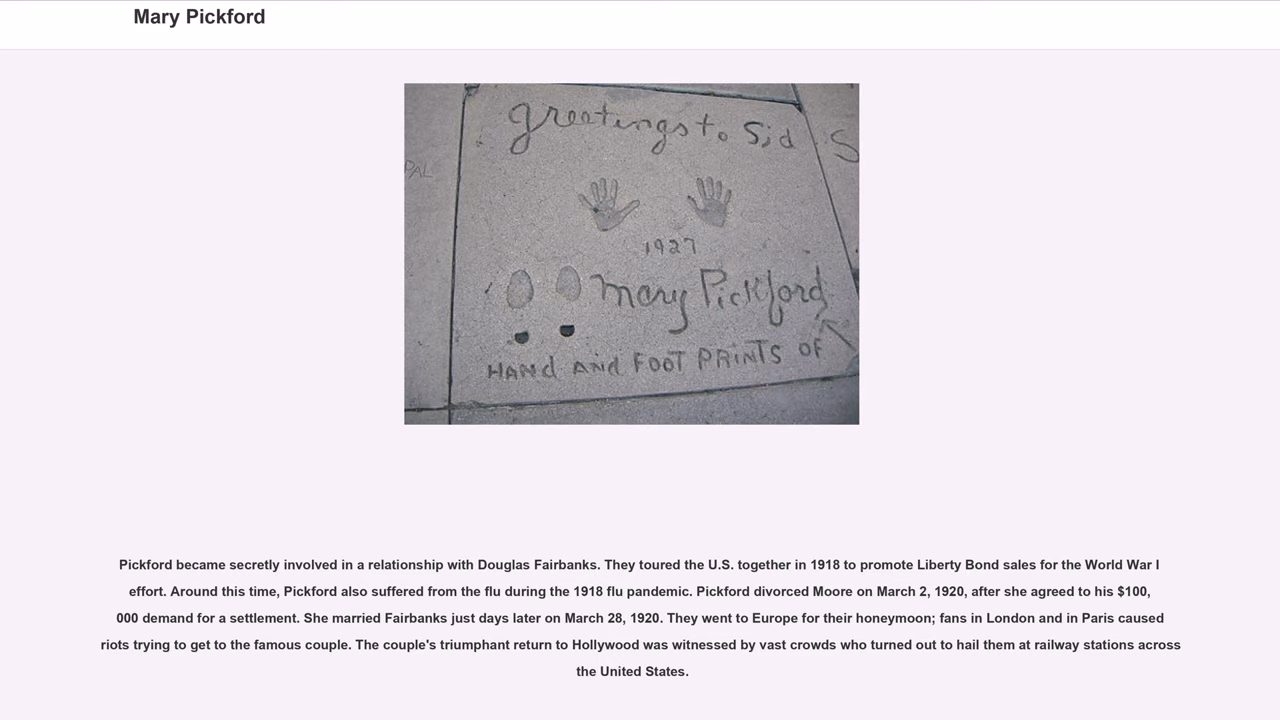 Mary Pickford
greetings to Sid
S
PAL
1927
Mary Pickford
HANd ANd FOOT PRINTS OF
Pickford became secretly involved in a relationship with Douglas Fairbanks. They toured the U.S. together in 1918 to promote Liberty Bond sales for the World War I
effort. Around this time, Pickford also suffered from the flu during the 1918 flu pandemic. Pickford divorced Moore on March 2, 1920, after she agreed to his $100,
000 demand for a settlement. She married Fairbanks just days later on March 28, 1920. They went to Europe for their honeymoon; fans in London and in Paris caused
riots trying to get to the famous couple. The couple's triumphant return to Hollywood was witnessed by vast crowds who turned out to hail them at railway stations across
the United States.